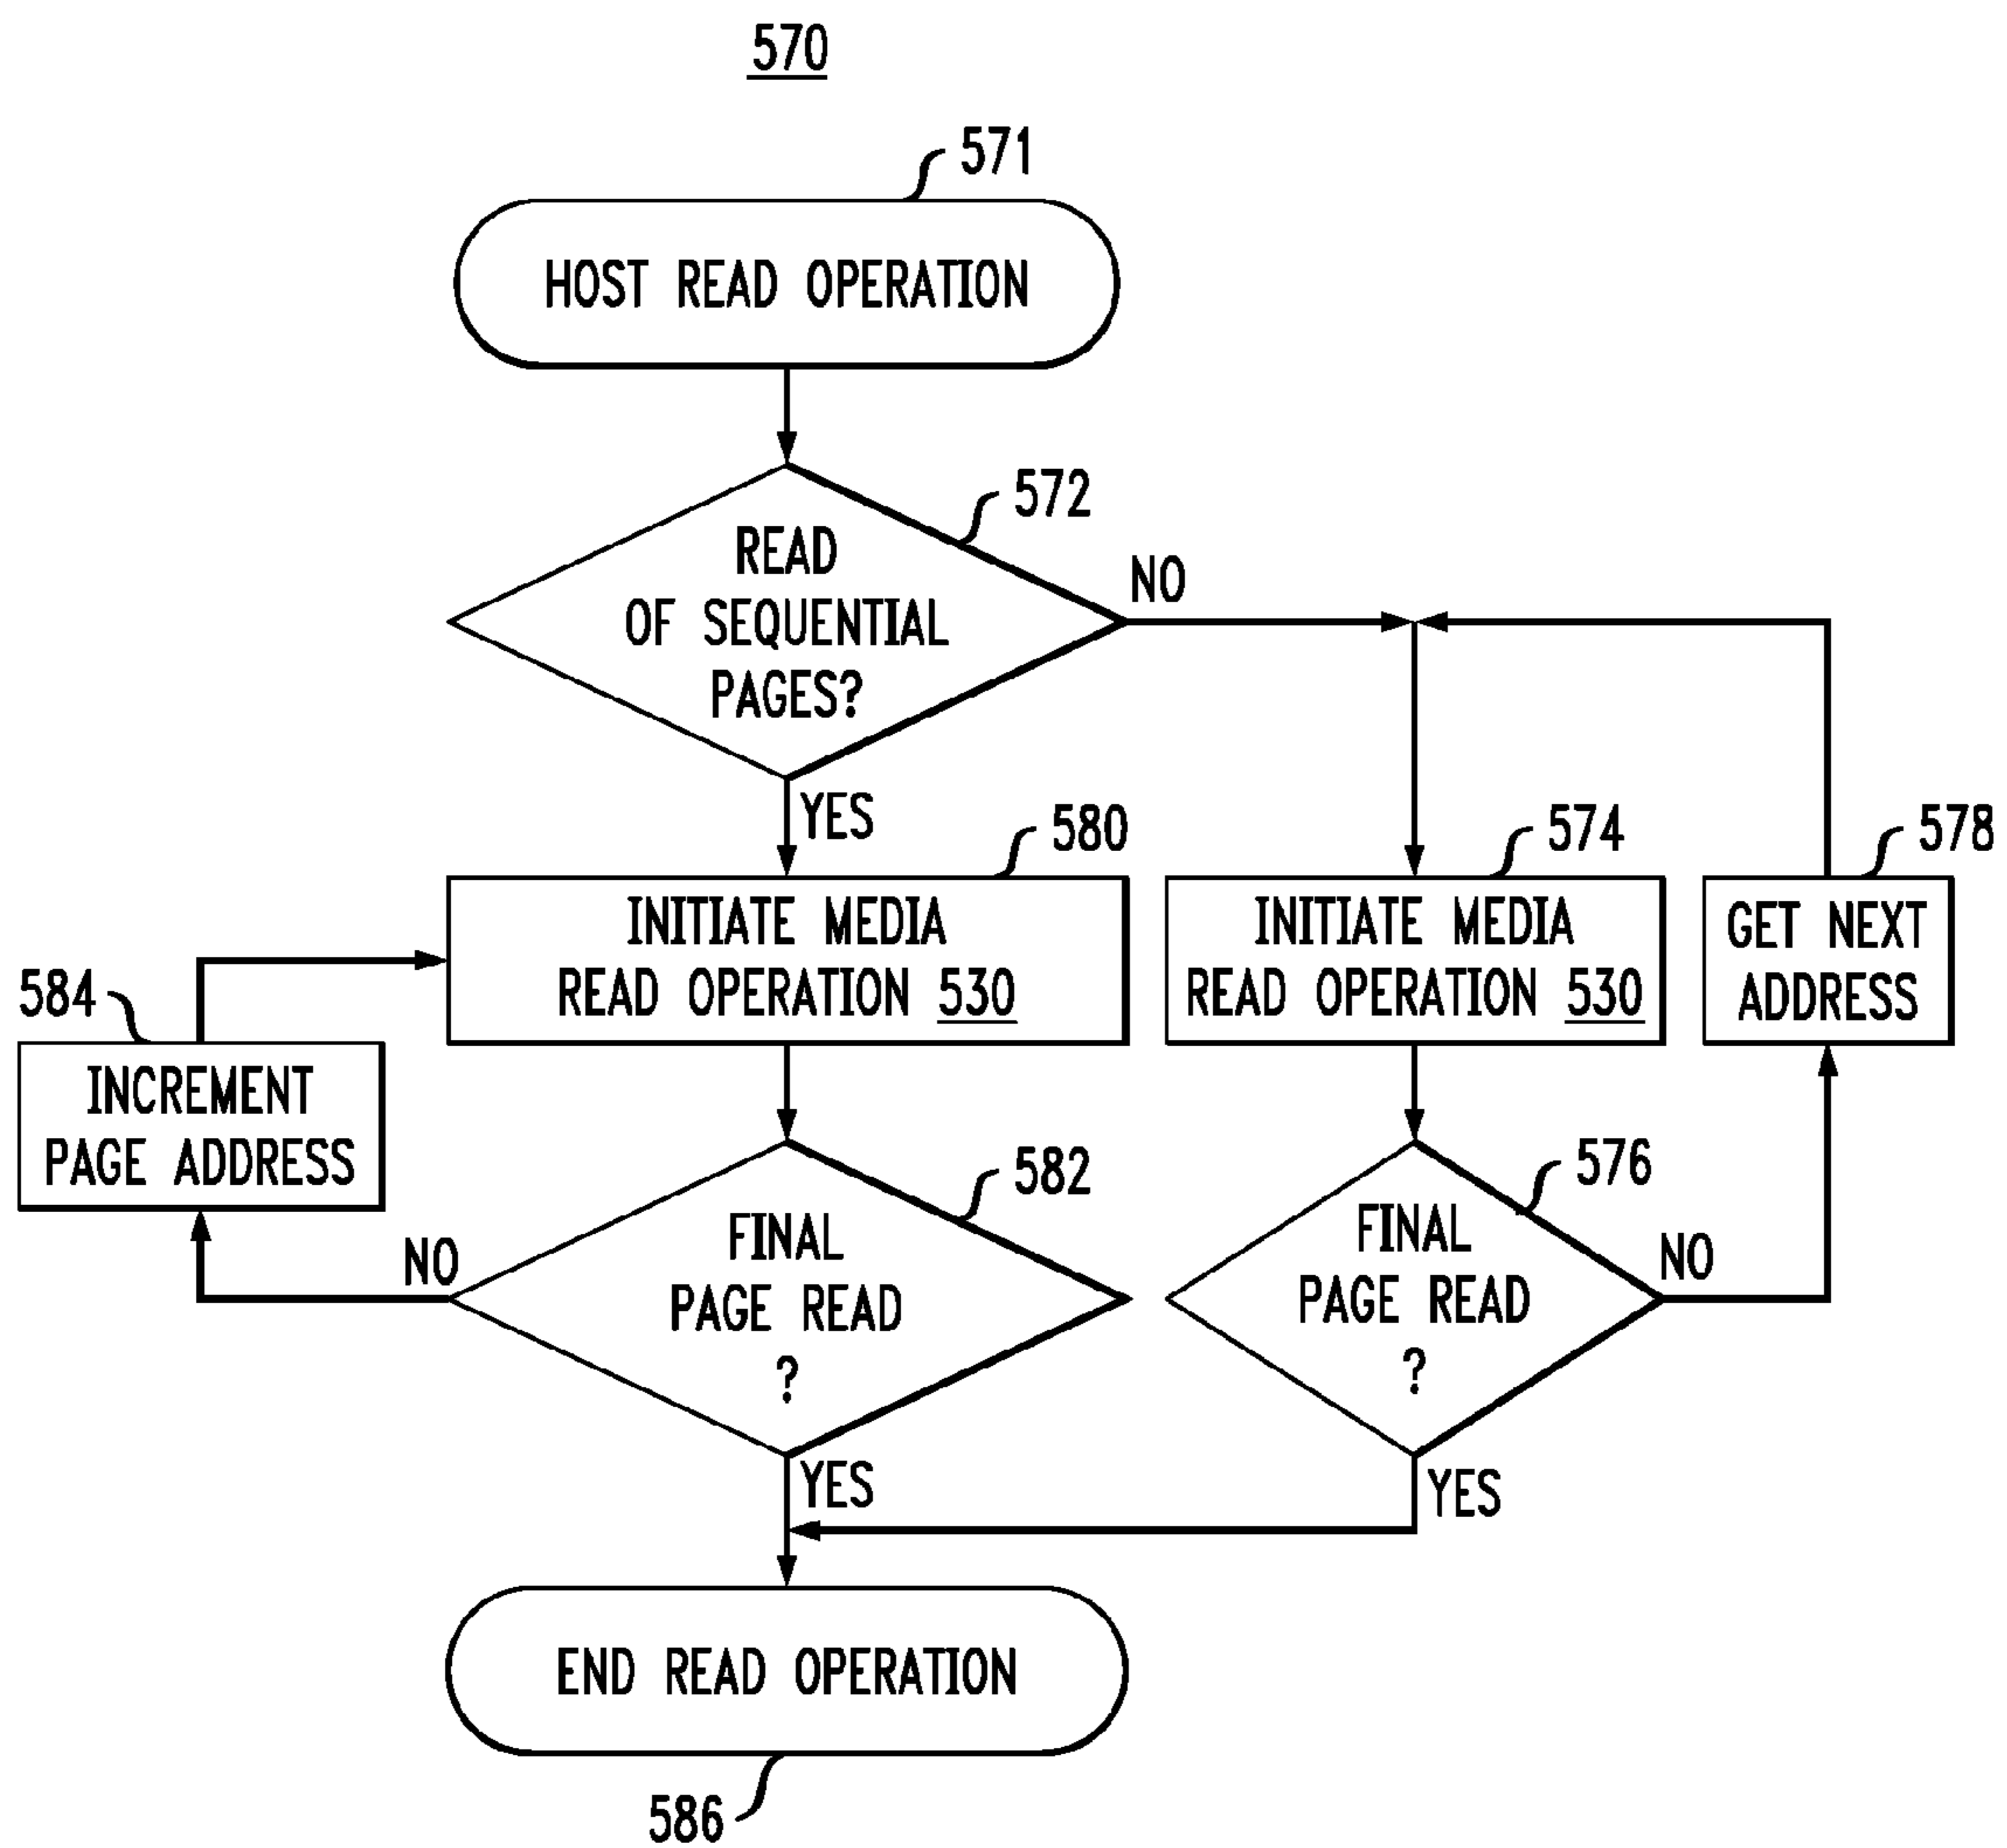 570
571
HOST READ OPERATION
572
READ
OF SEQUENTIAL
PAGES?
NO
YES
580
574
578
INITIATE MEDIA
READ OPERATION 530
INITIATE MEDIA
READ OPERATION 530
GET NEXT
ADDRESS
584
INCREMENT
PAGE ADDRESS
582
576
FINAL
PAGE READ
?
NO
YES
FINAL
PAGE READ
?
NO
YES
END READ OPERATION
586